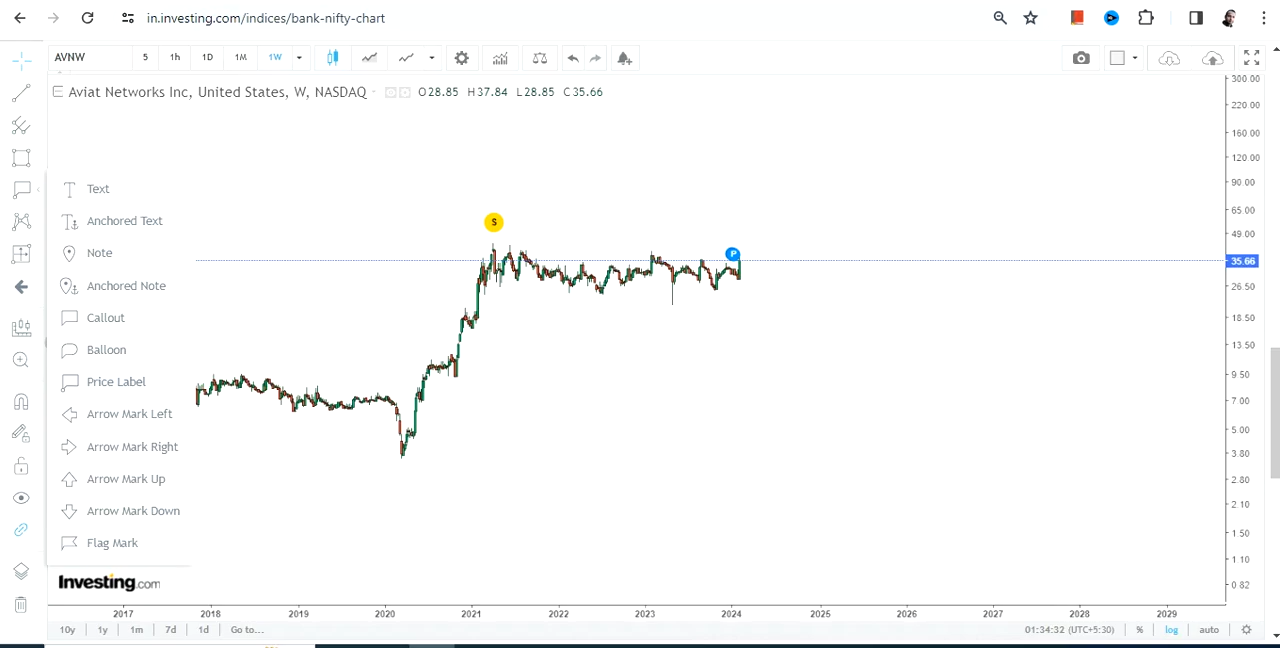 in.investing.com/indices/bank-nifty-chart
AVNW 5 1h 1D 1M 1W
Aviat Networks Inc, United States, W, NASDAQ O28.85 H37.84 L28.85 C35.66
300.00
220.00
160.00
120.00
90.00
65.00
49.00
35.66
26.50
18.50
13.50
9.50
7.00
5.00
3.80
2.80
2.10
1.50
1.10
0.82
Text
Anchored Text
Note
Anchored Note
Callout
Balloon
Price Label
Arrow Mark Left
Arrow Mark Right
Arrow Mark Up
Arrow Mark Down
Flag Mark
S
P
Investing.com
2017 2018 2019 2020 2021 2022 2023 2024 2025 2026 2027 2028 2029
10y 1y 1m 7d 1d Go to... 01:34:32 (UTC+5:30) % log auto